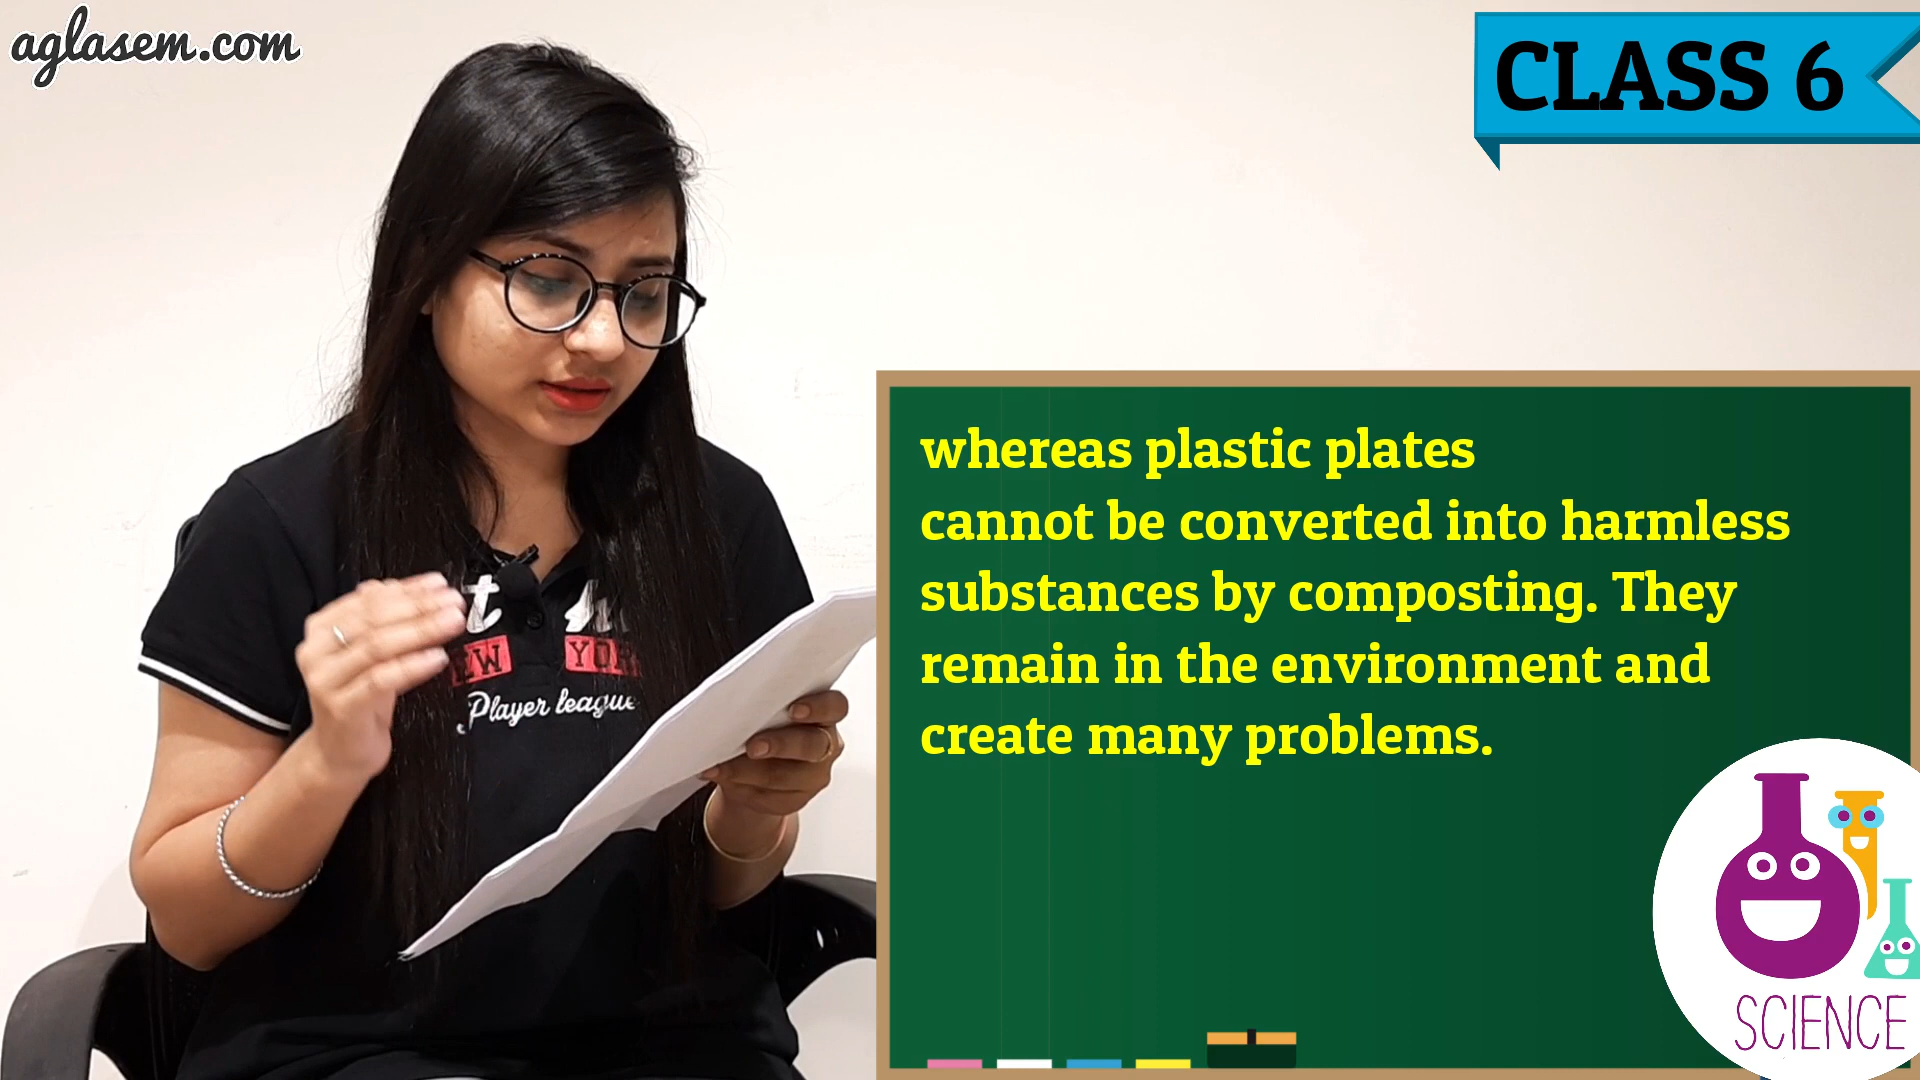 aglasem.com
CLASS 6
whereas plastic plates
cannot be converted into harmless
substances by composting. They
remain in the environment and
create many problems.
Player league
SCIENCE